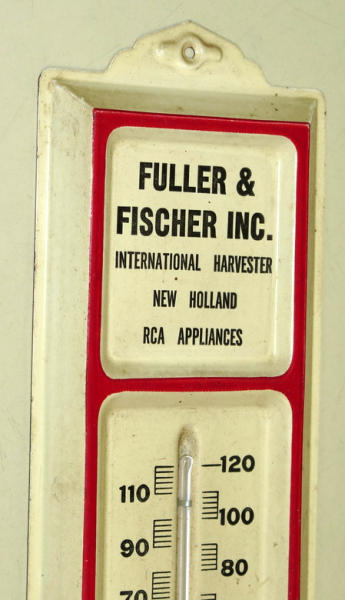 FULLER &
FISCHER INC.
INTERNATIONAL HARVESTER
NEW HOLLAND
RCA APPLIANCES
120
110
100
90
80
70